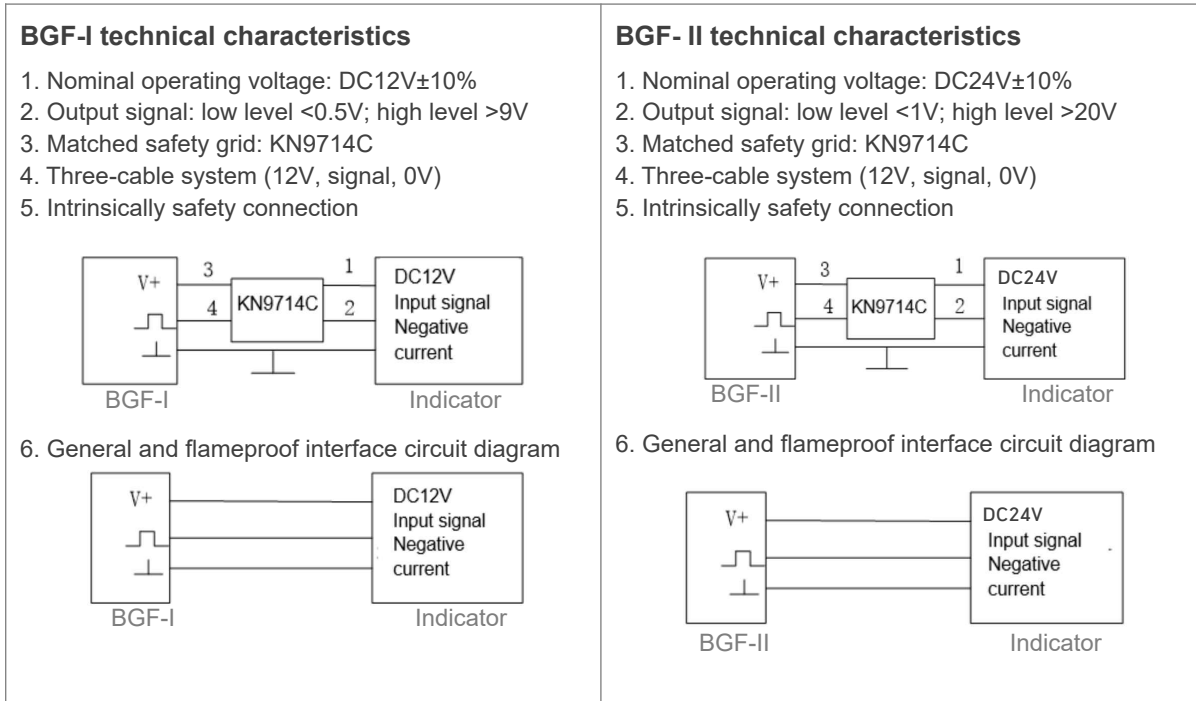 BGF-I technical characteristics
1. Nominal operating voltage: DC12V±10%
2. Output signal: low level <0.5V; high level >9V
3. Matched safety grid: KN9714C
4. Three-cable system (12V, signal, 0V)
5. Intrinsically safety connection
V+
3
4
KN9714C
1
2
DC12V
Input signal
Negative
current
BGF-I
Indicator
6. General and flameproof interface circuit diagram
V+
DC12V
Input signal
Negative
current
BGF-I
Indicator
BGF- II technical characteristics
1. Nominal operating voltage: DC24V±10%
2. Output signal: low level <1V; high level >20V
3. Matched safety grid: KN9714C
4. Three-cable system (12V, signal, 0V)
5. Intrinsically safety connection
V+
3
4
KN9714C
1
2
DC24V
Input signal
Negative
current
BGF-II
Indicator
6. General and flameproof interface circuit diagram
V+
DC24V
Input signal
Negative
current
BGF-II
Indicator